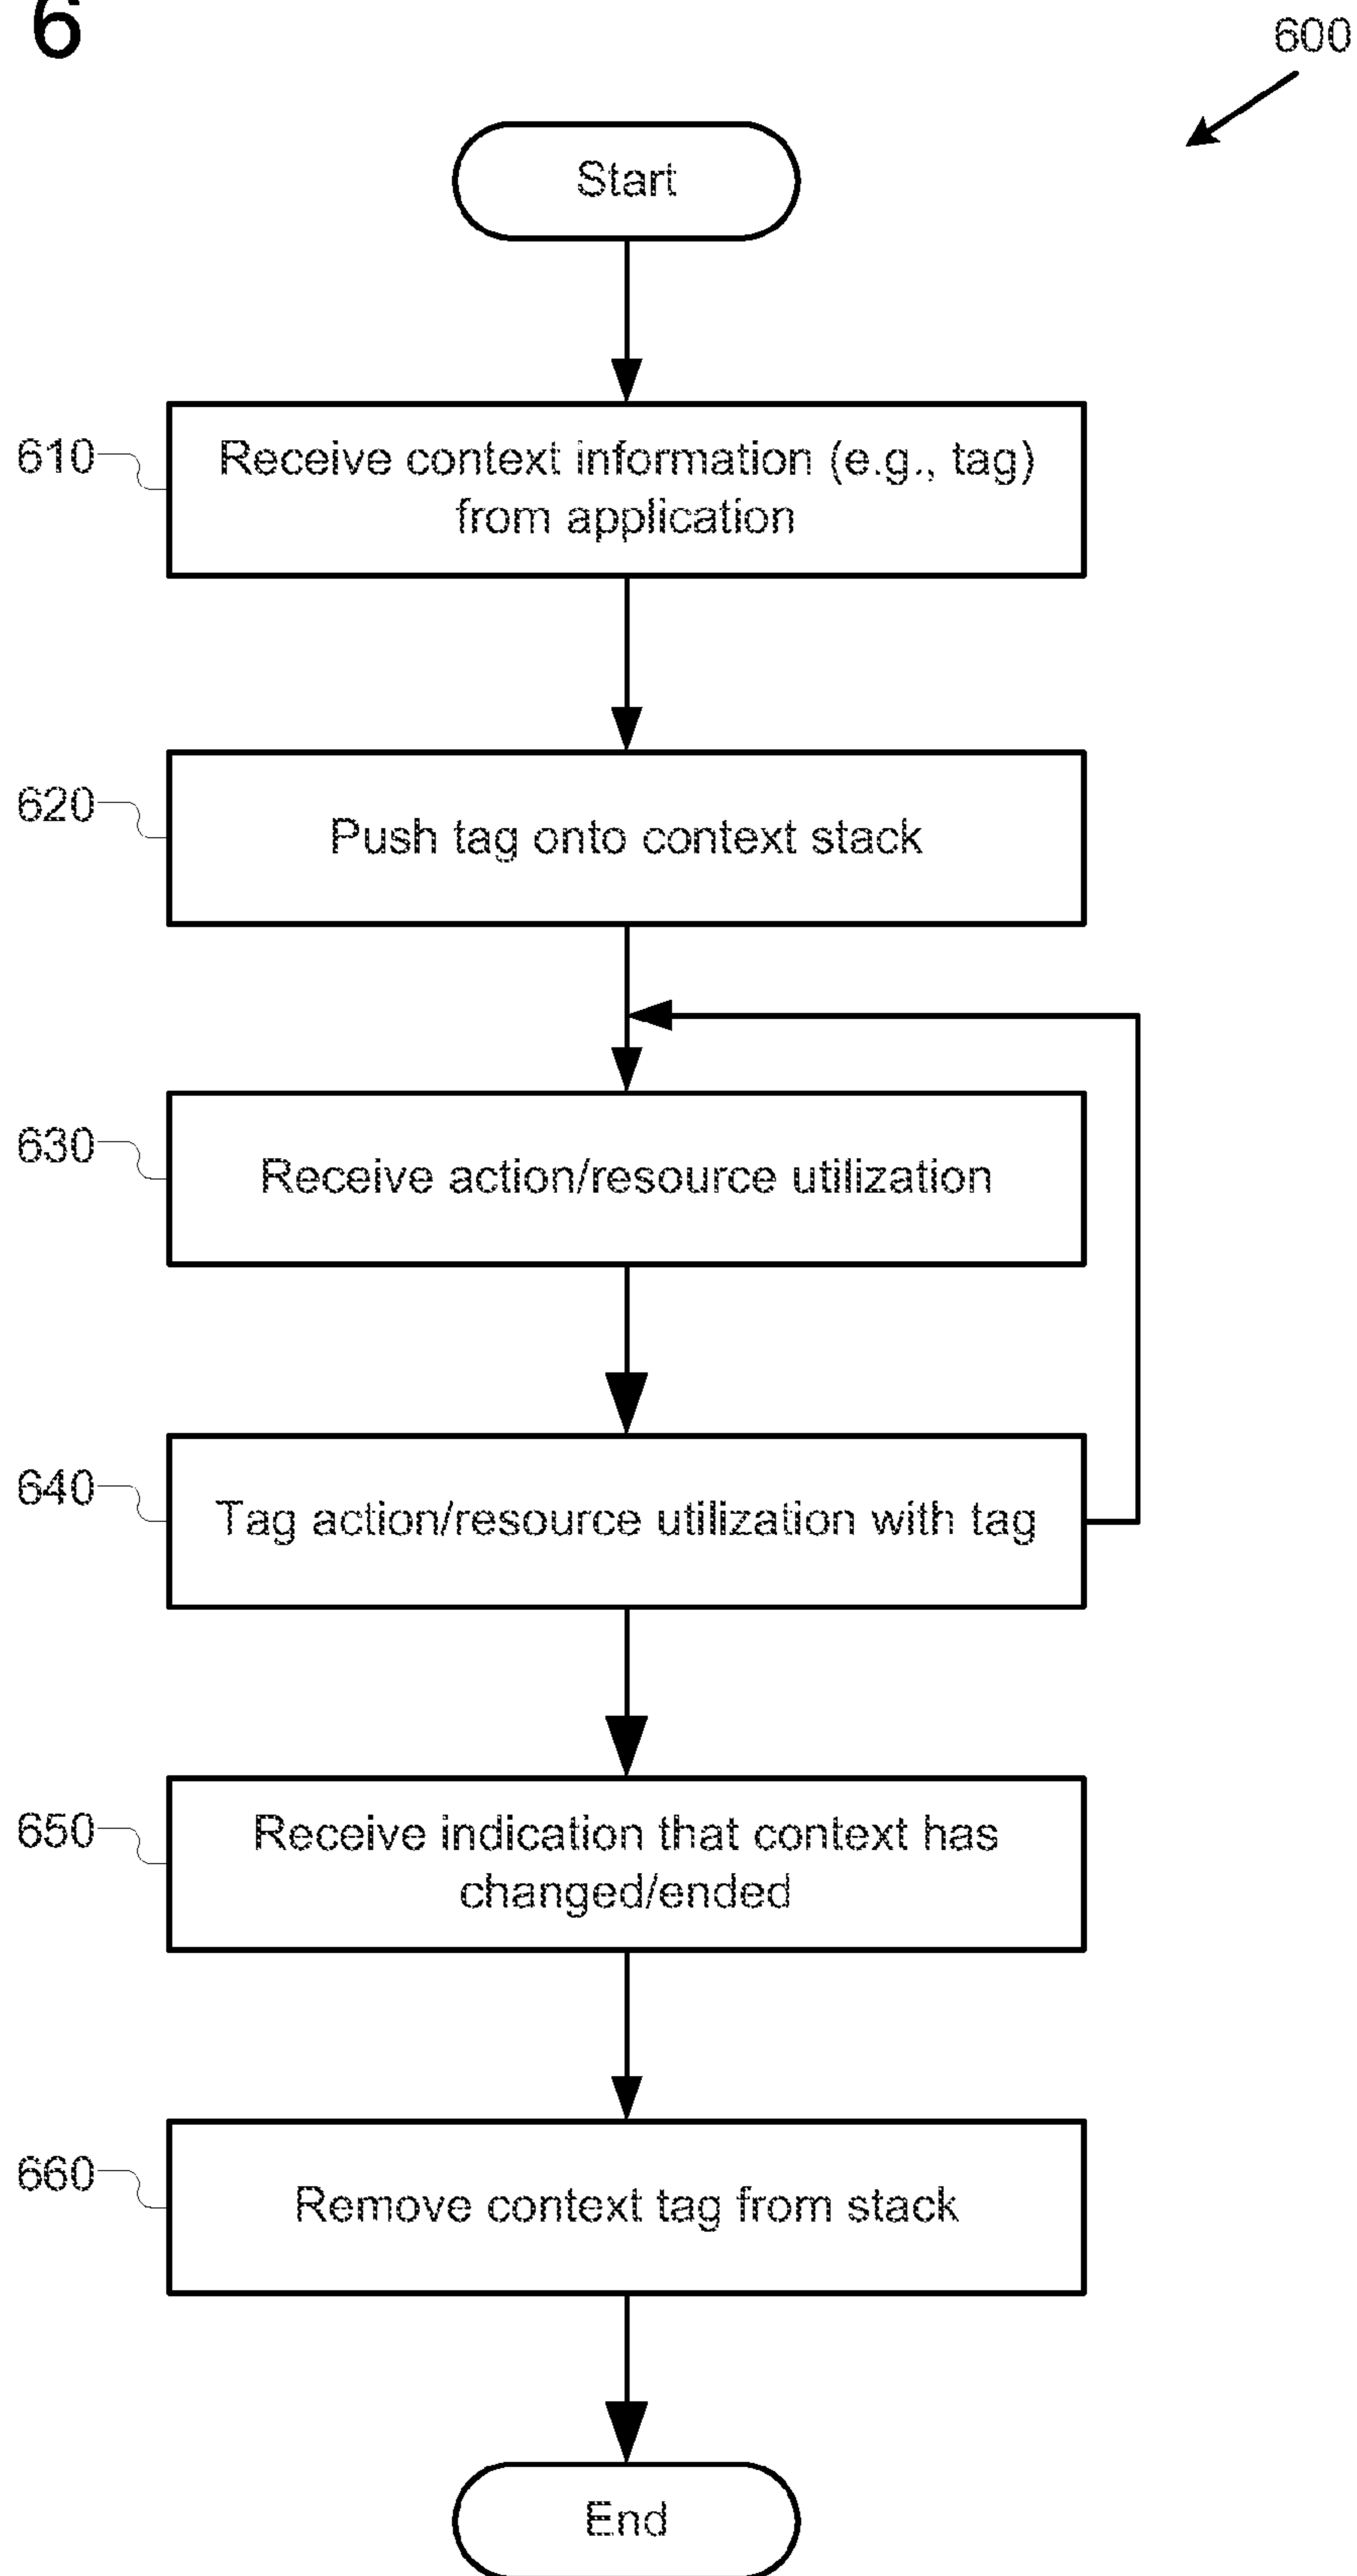 6
600
Start
610
Receive context information (e.g., tag)
from application
620
Push tag onto context stack
630
Receive action/resource utilization
640
Tag action/resource utilization with tag
650
Receive indication that context has
changed/ended
660
Remove context tag from stack
End